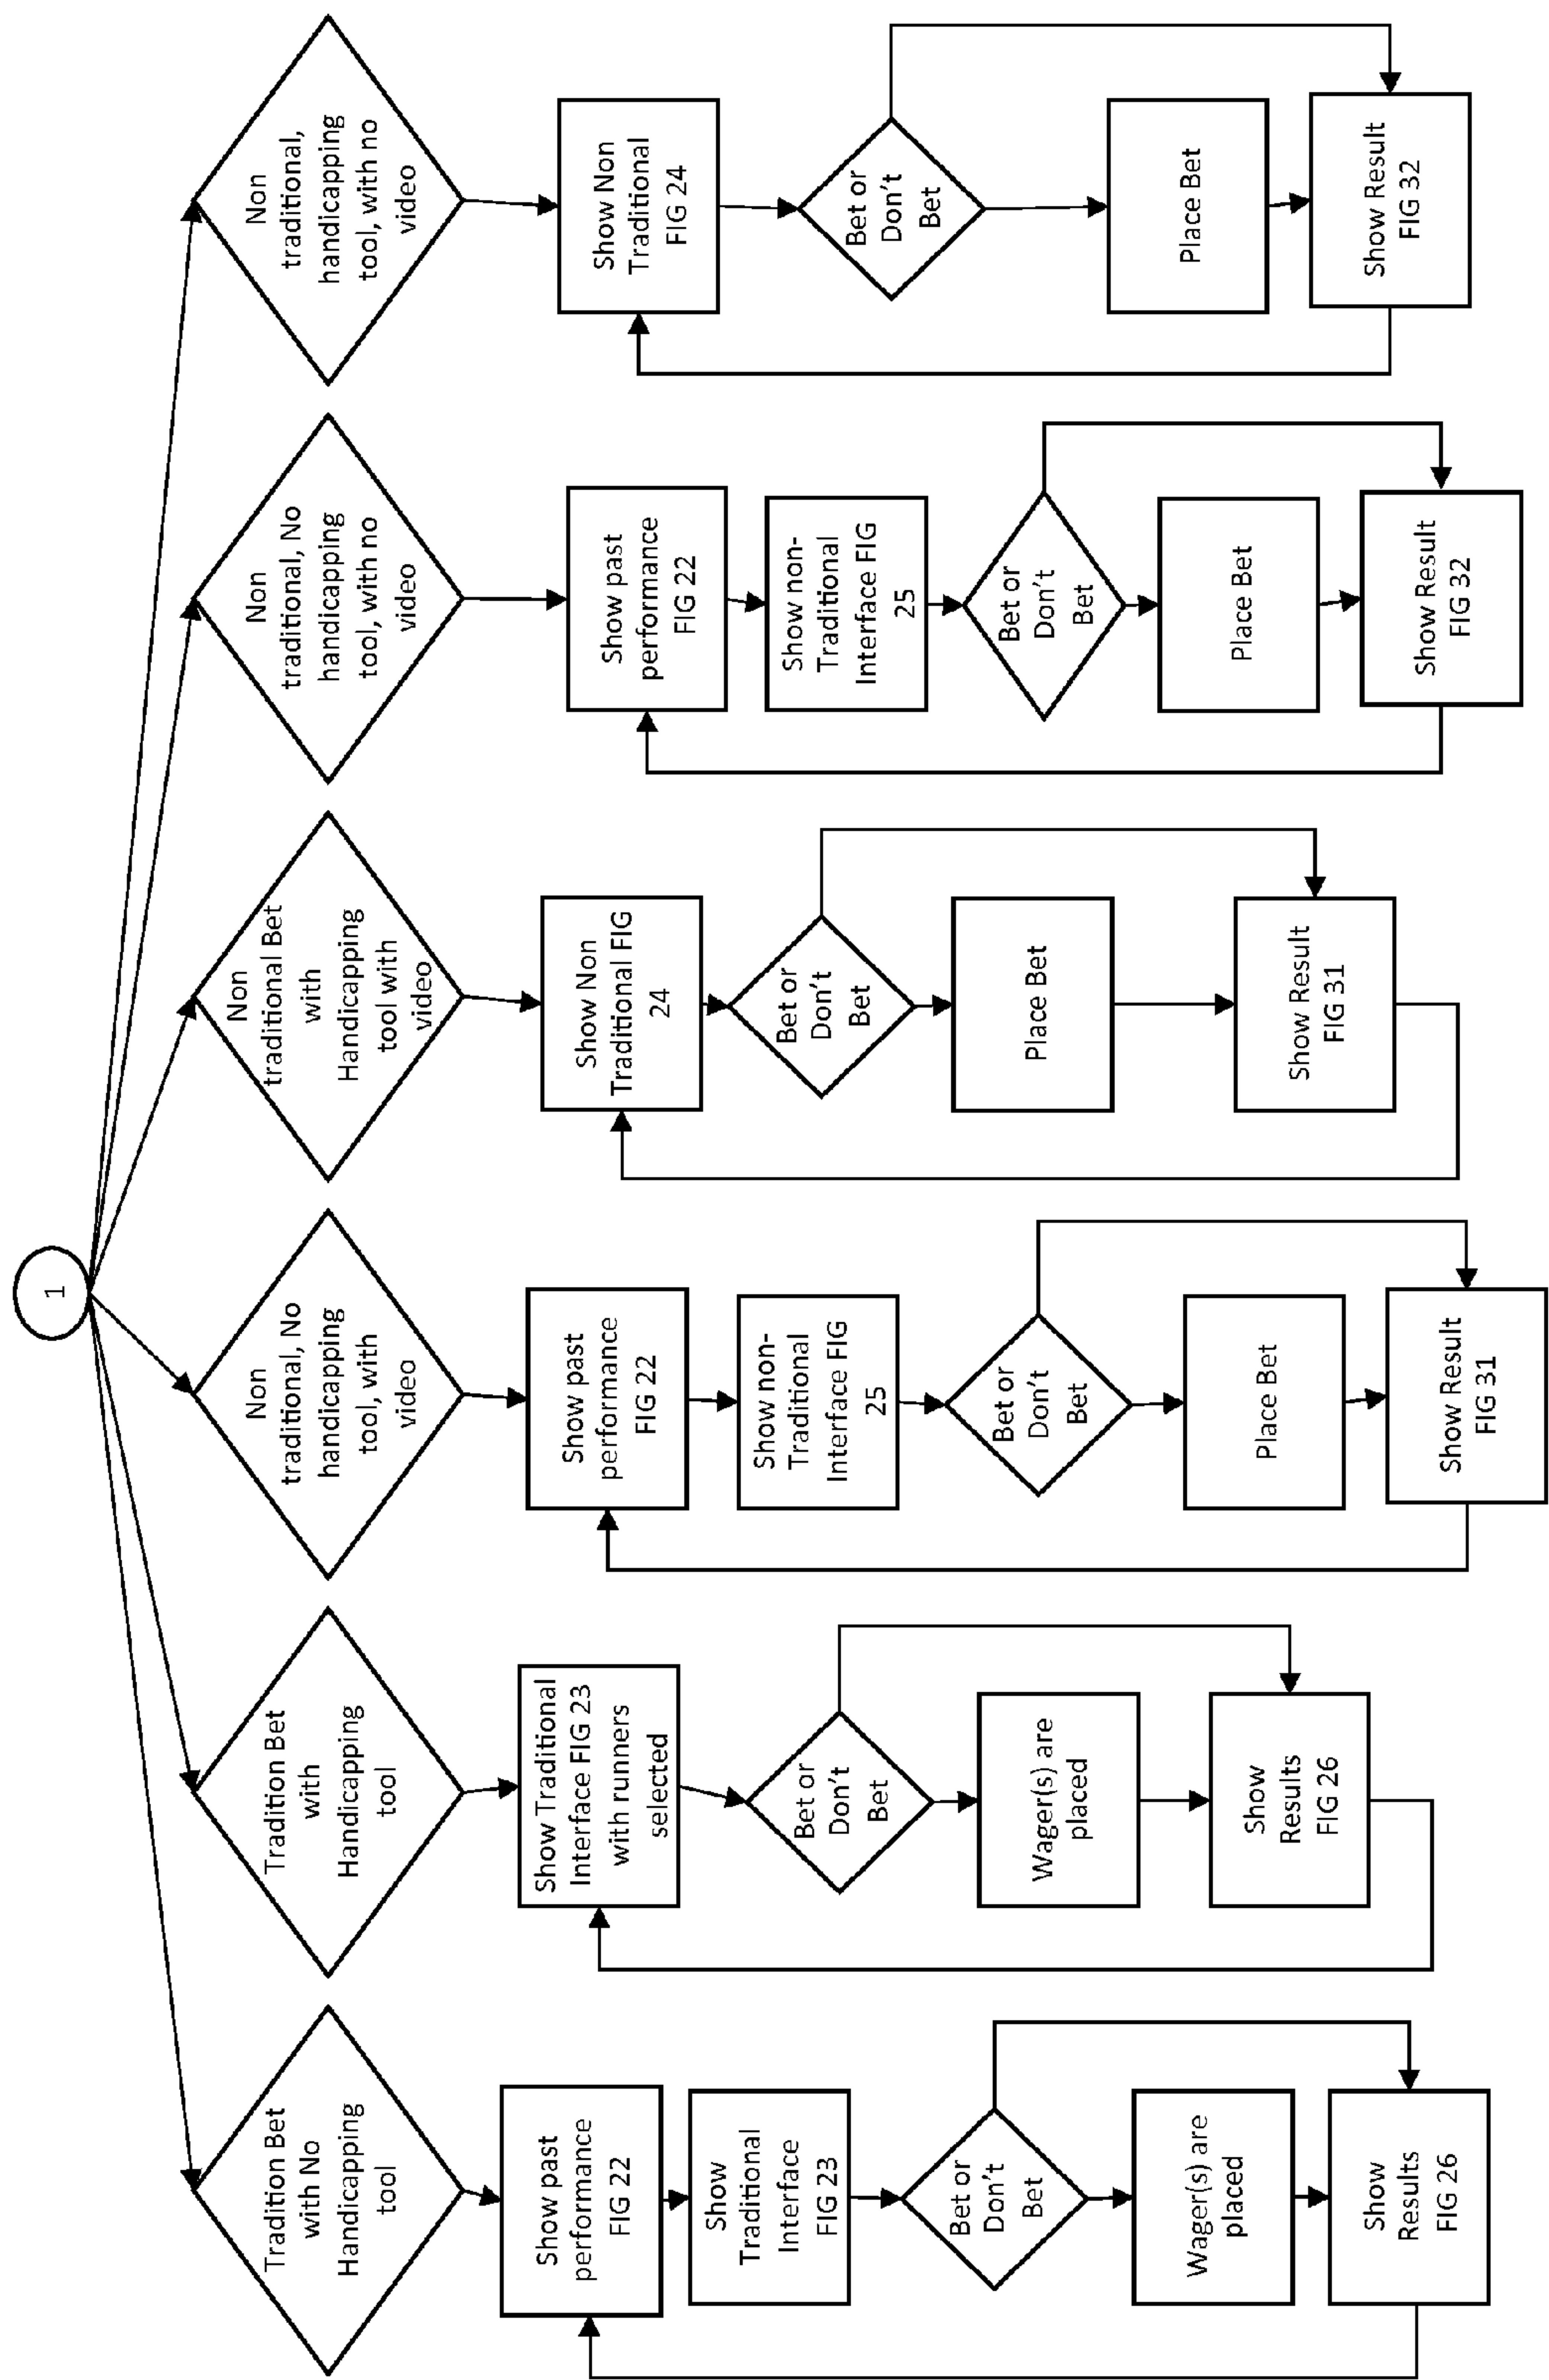 1
Tradition Bet
with No
Handicapping
tool
Show past
performance
FIG 22
Show
Traditional
Interface
FIG 23
Bet or
Don't
Bet
Wager(s) are
placed
Show
Results
FIG 26
Tradition Bet
with
Handicapping
tool
Show Traditional
Interface FIG 23
with runners
selected
Bet or
Don't
Bet
Wager(s) are
placed
Show
Results
FIG 26
Non
traditional, No
handicapping
tool, with
video
Show past
performance
FIG 22
Show non-
Traditional
Interface FIG
25
Bet or
Don't
Bet
Place Bet
Show Result
FIG 31
Non
traditional Bet
with
Handicapping
tool with
video
Show Non
Traditional FIG
24
Bet or
Don't
Bet
Place Bet
Show Result
FIG 31
Non
traditional, No
handicapping
tool, with no
video
Show past
performance
FIG 22
Show non-
Traditional
Interface FIG
25
Bet or
Don't
Bet
Place Bet
Show Result
FIG 32
Non
traditional,
handicapping
tool, with no
video
Show Non
Traditional
FIG 24
Bet or
Don't
Bet
Place Bet
Show Result
FIG 32